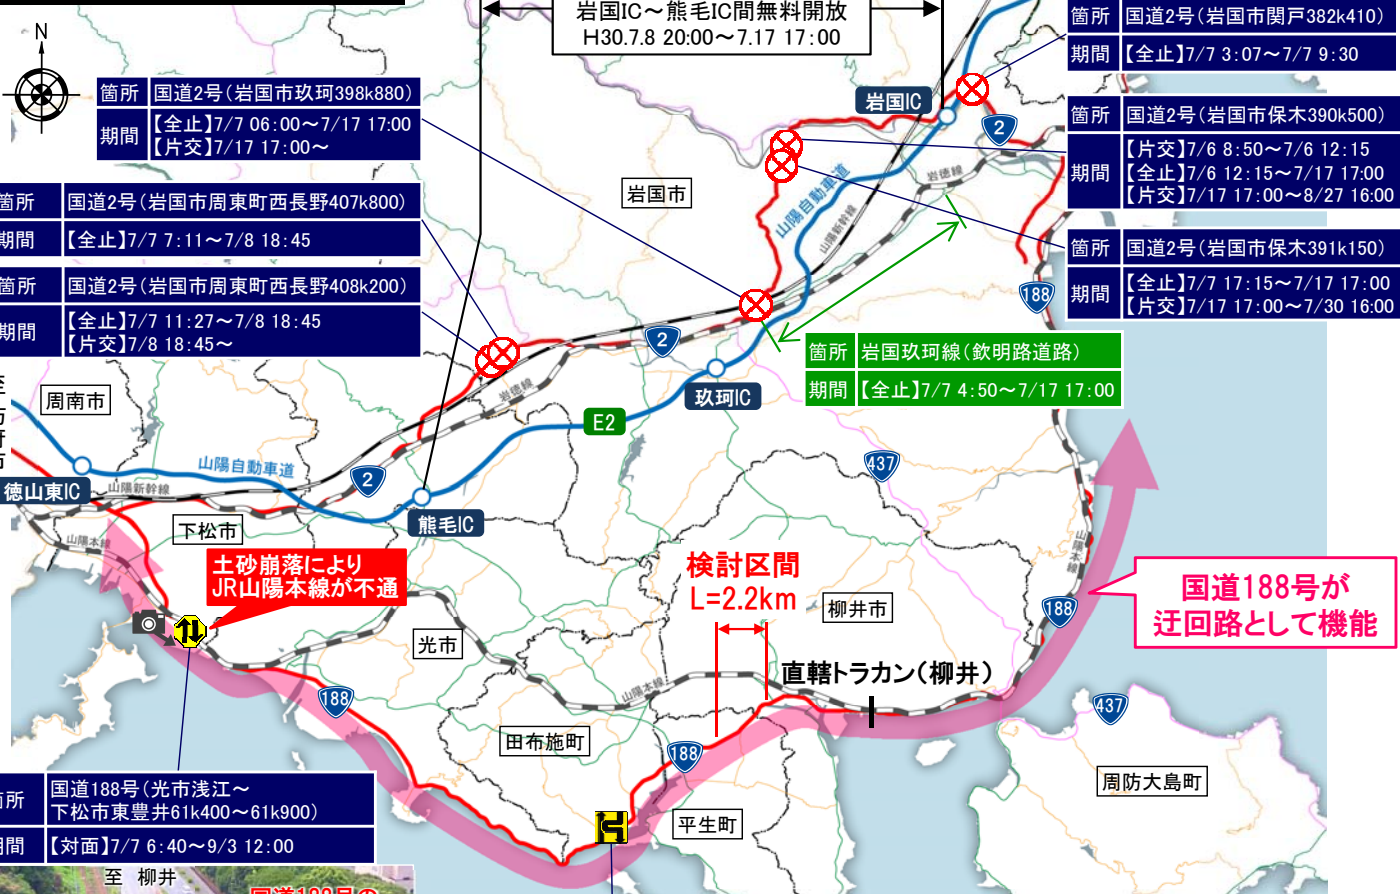 岩国IC～熊毛IC間無料開放
H30.7.8 20:00～7.17 17:00
N
箇所 国道2号(岩国市関戸382k410)
期間 【全止】7/7 3:07～7/7 9:30
箇所 国道2号(岩国市玖珂398k880)
期間 【全止】7/7 06:00～7/17 17:00
【片交】7/17 17:00～
岩国IC
2
箇所 国道2号(岩国市保木390k500)
期間 【片交】7/6 8:50～7/6 12:15
【全止】7/6 12:15～7/17 17:00
【片交】7/17 17:00～8/27 16:00
岩徳線
山陽自動車道
山陽新幹線
岩国市
箇所 国道2号(岩国市周東町西長野407k800)
期間 【全止】7/7 7:11～7/8 18:45
箇所 国道2号(岩国市保木391k150)
期間 【全止】7/7 17:15～7/17 17:00
【片交】7/17 17:00～7/30 16:00
188
箇所 国道2号(岩国市周東町西長野408k200)
期間 【全止】7/7 11:27～7/8 18:45
【片交】7/8 18:45～
2
箇所 岩国玖珂線(欽明路道路)
期間 【全止】7/7 4:50～7/17 17:00
岩徳線
玖珂IC
周南市
E2
山陽自動車道
437
2
徳山東IC
山陽新幹線
熊毛IC
下松市
山陽本線
土砂崩落により
JR山陽本線が不通
検討区間
L=2.2km
山陽本線
国道188号が
迂回路として機能
柳井市
188
光市
直轄トラカン(柳井)
山陽本線
188
437
田布施町
188
周防大島町
平生町
箇所 国道188号(光市浅江～
下松市東豊井61k400～61k900)
期間 【対面】7/7 6:40～9/3 12:00
至 柳井